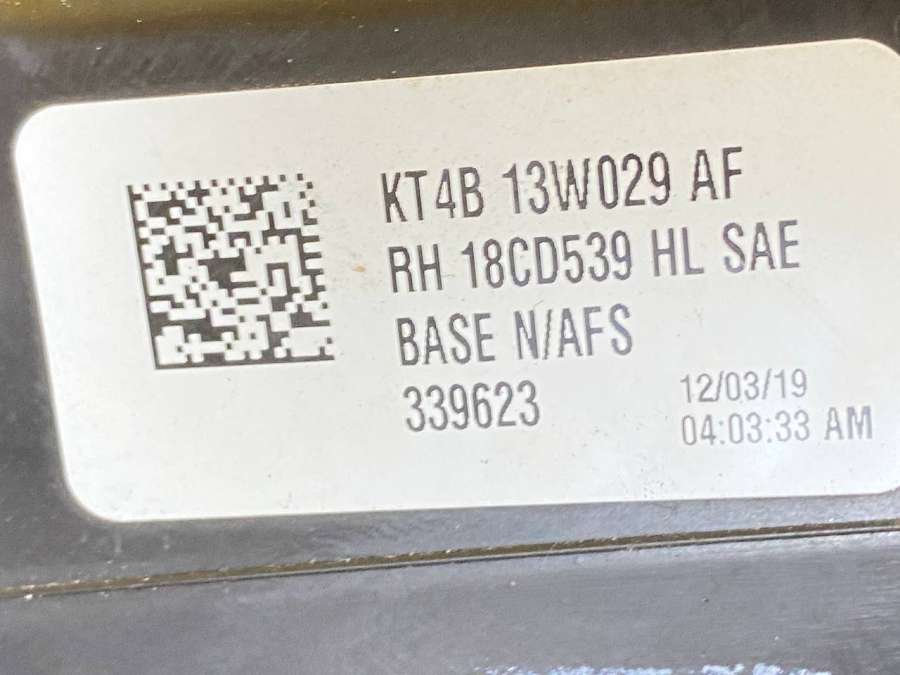 KT4B 13W029 AF
RH 18CD539 HL SAE
BASE N/AFS
339623
12/03/19
04:03:33 AM